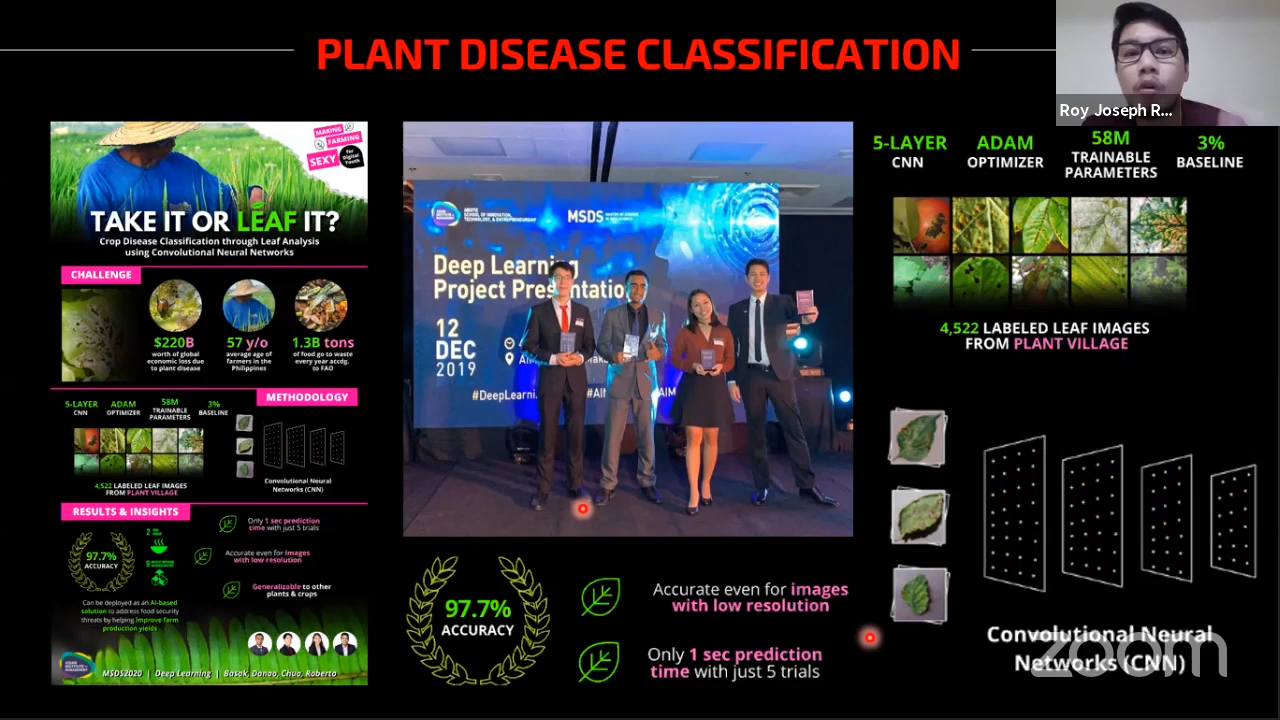 PLANT DISEASE CLASSIFICATION
Roy Joseph R...
MAKING
FARMING
SEXY
for
Digital
Youth
TAKE IT OR LEAF IT?
Crop Disease Classification through Leaf Analysis
using Convolutional Neural Networks
CHALLENGE
$220B
worth of global
economic loss due
to plant disease
57 y/o
average age of
farmers in the
Philippines
1.3B tons
of food go to waste
every year accdg.
to FAO
METHODOLOGY
5-LAYER
CNN
ADAM
OPTIMIZER
58M
TRAINABLE
PARAMETERS
3%
BASELINE
4,522 LABELED LEAF IMAGES
FROM PLANT VILLAGE
Convolutional Neural
Networks (CNN)
RESULTS & INSIGHTS
97.7%
ACCURACY
Only 1 sec prediction
time with just 5 trials
Accurate even for images
with low resolution
Generalizable to other
plants & crops
Can be deployed as an AI-based
solution to address food security
threats by helping improve farm
production yields
MSDS2020 | Deep Learning | Basak, Danao, Chua, Roberto
MSDS
Deep Learning
Project Presentatio
12
DEC
2019
#DeepLearni
#AI
AIM
97.7%
ACCURACY
Accurate even for images
with low resolution
Only 1 sec prediction
time with just 5 trials
5-LAYER
CNN
ADAM
OPTIMIZER
58M
TRAINABLE
PARAMETERS
3%
BASELINE
4,522 LABELED LEAF IMAGES
FROM PLANT VILLAGE
Convolutional Neural
Networks (CNN)
zoom